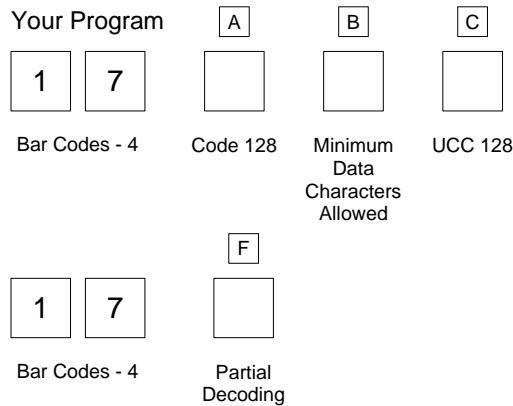 Your Program A B C
1 7
Bar Codes - 4 Code 128 Minimum UCC 128
Data
Characters
Allowed
F
1 7
Bar Codes - 4 Partial
Decoding